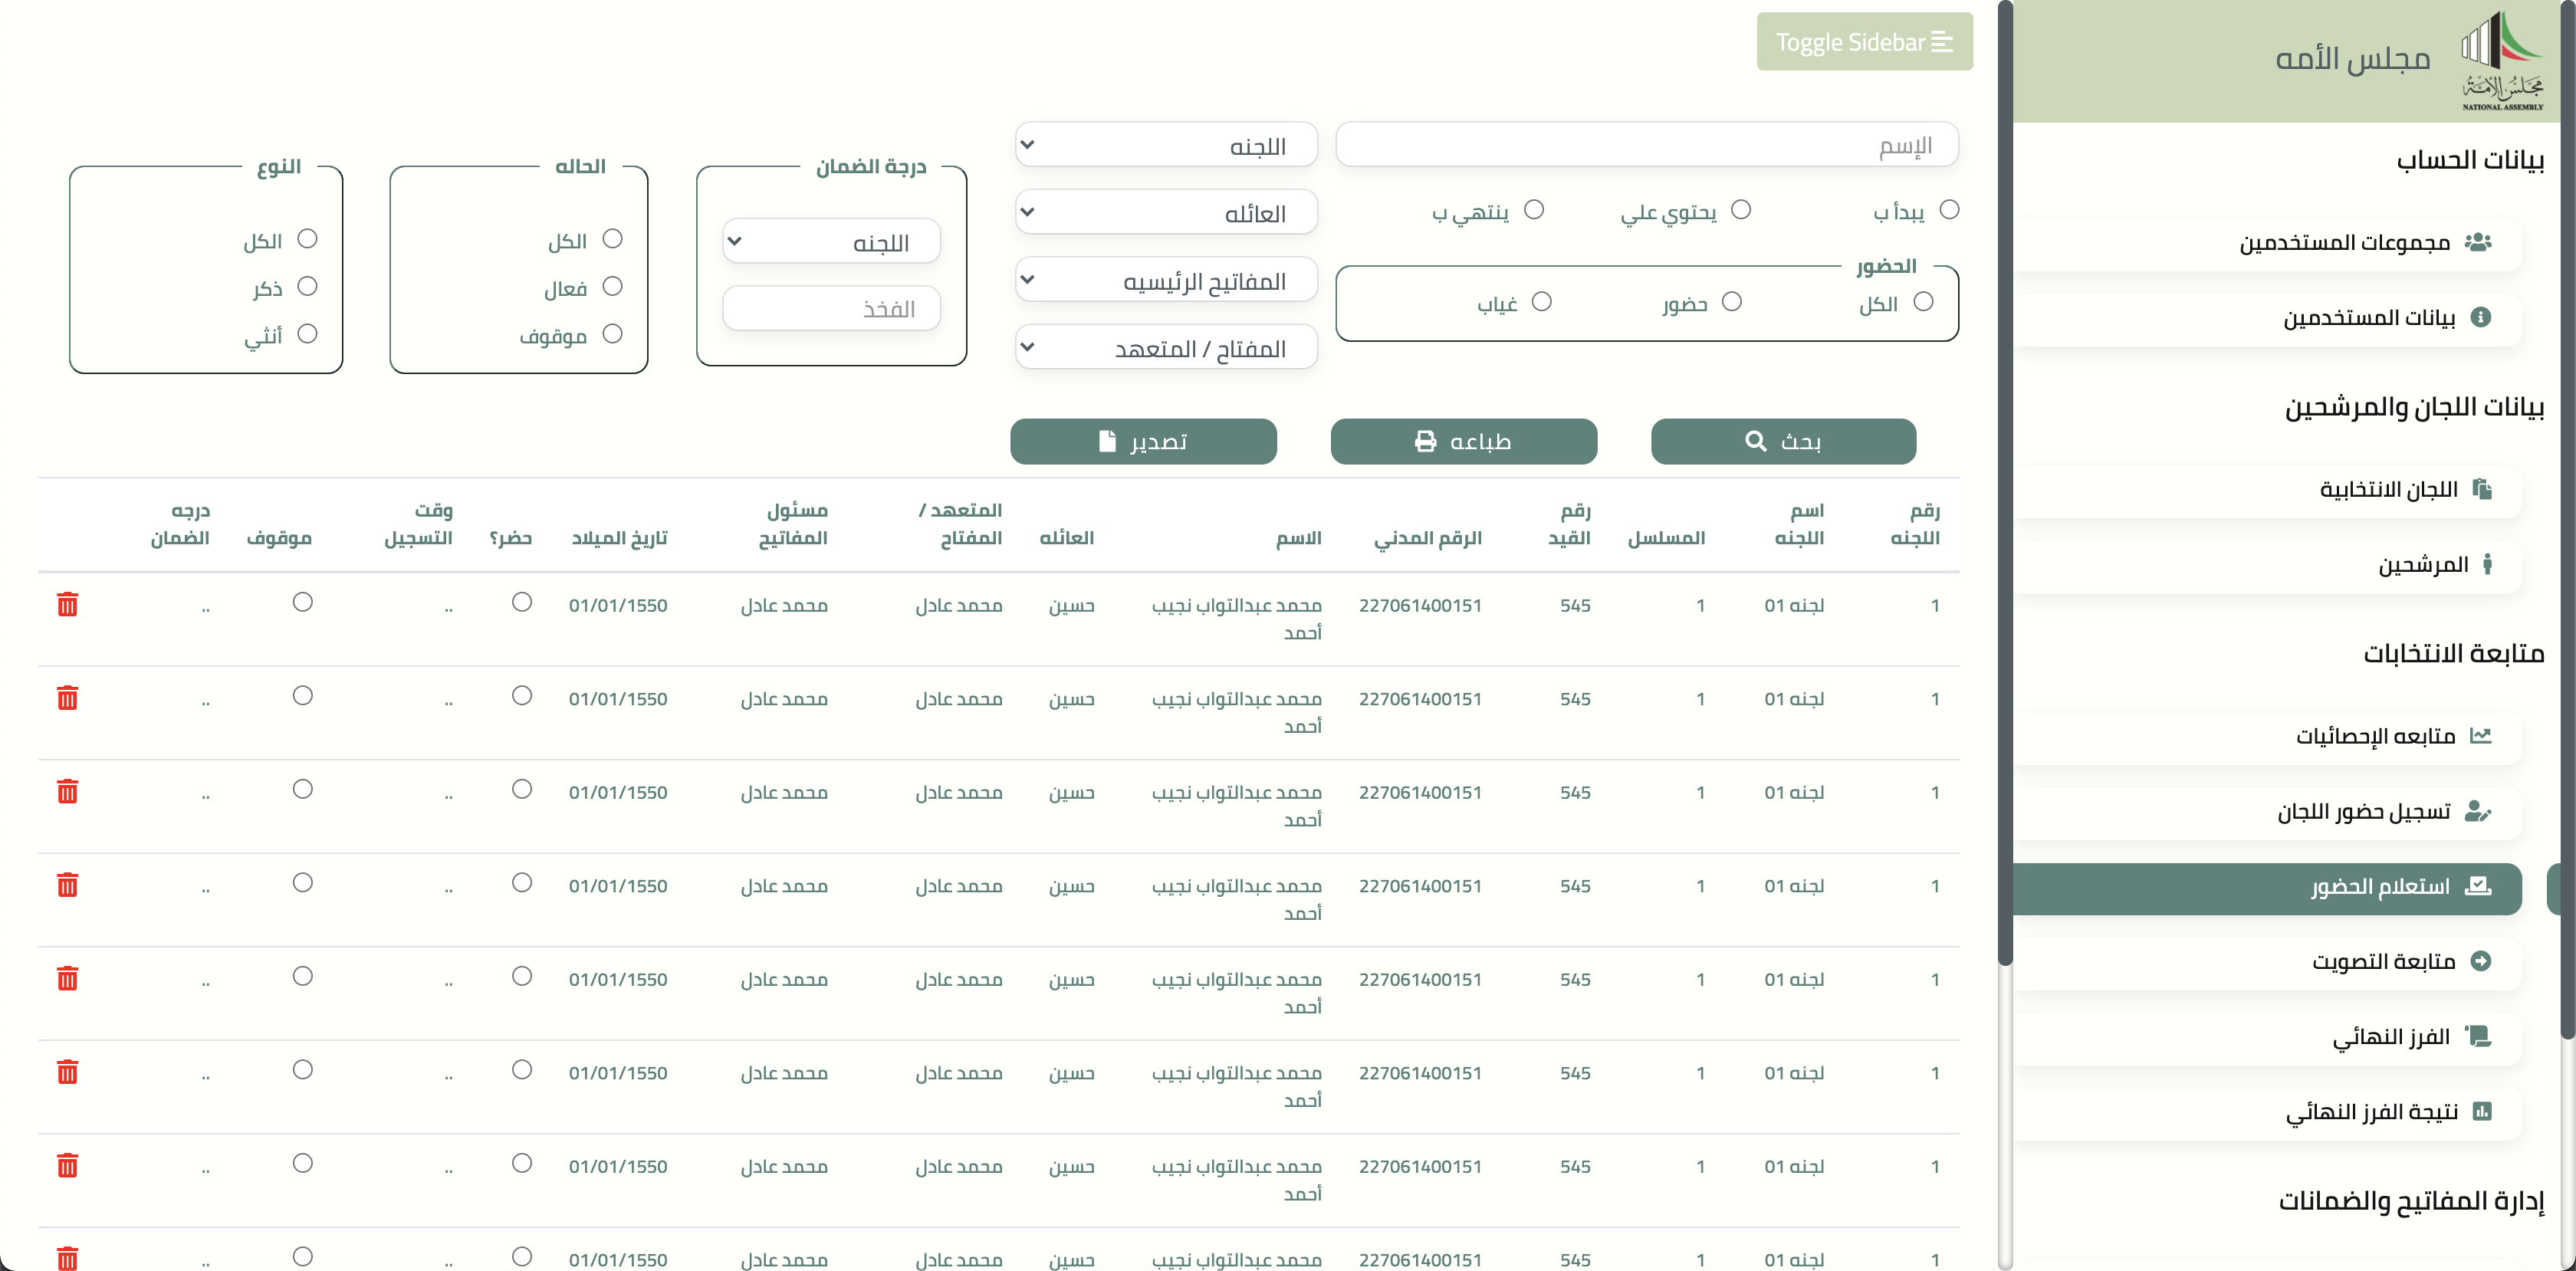 مجلس الأمه
مجلس الأمة
NATIONAL ASSEMBLY
بيانات الحساب
مجموعات المستخدمين
بيانات المستخدمين
بيانات اللجان والمرشحين
اللجان الانتخابية
المرشحين
متابعة الانتخابات
متابعه الإحصائيات
تسجيل حضور اللجان
استعلام الحضور
متابعة التصويت
الفرز النهائي
نتيجة الفرز النهائي
إدارة المفاتيح والضمانات
Toggle Sidebar
الإسم
يبدأ ب
يحتوي علي
ينتهي ب
الحضور
الكل
حضور
غياب
اللجنه
العائله
المفاتيح الرئيسيه
المفتاح / المتعهد
درجة الضمان
اللجنه
الفخذ
الحاله
الكل
فعال
موقوف
النوع
الكل
ذكر
أنثي
بحث
طباعه
تصدير
رقم اللجنه
اسم اللجنه
المسلسل
رقم القيد
الرقم المدني
الاسم
العائله
المتعهد / المفتاح
مسئول المفاتيح
تاريخ الميلاد
حضر؟
وقت التسجيل
موقوف
درجه الضمان
1 لجنه 01 1 545 227061400151 محمد عبدالتواب نجيب حسين محمد عادل محمد عادل 01/01/1550 .. ..
أحمد
1 لجنه 01 1 545 227061400151 محمد عبدالتواب نجيب حسين محمد عادل محمد عادل 01/01/1550 .. ..
أحمد
1 لجنه 01 1 545 227061400151 محمد عبدالتواب نجيب حسين محمد عادل محمد عادل 01/01/1550 .. ..
أحمد
1 لجنه 01 1 545 227061400151 محمد عبدالتواب نجيب حسين محمد عادل محمد عادل 01/01/1550 .. ..
أحمد
1 لجنه 01 1 545 227061400151 محمد عبدالتواب نجيب حسين محمد عادل محمد عادل 01/01/1550 .. ..
أحمد
1 لجنه 01 1 545 227061400151 محمد عبدالتواب نجيب حسين محمد عادل محمد عادل 01/01/1550 .. ..
أحمد
1 لجنه 01 1 545 227061400151 محمد عبدالتواب نجيب حسين محمد عادل محمد عادل 01/01/1550 .. ..
أحمد
1 لجنه 01 1 545 227061400151 محمد عبدالتواب نجيب حسين محمد عادل محمد عادل 01/01/1550 .. ..